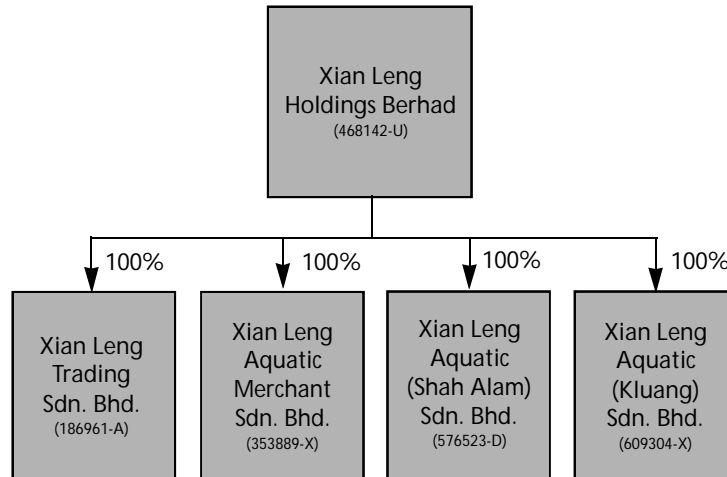 Xian Leng
Holdings Berhad
(468142-U)
100%
100%
100%
100%
Xian Leng
Trading
Sdn. Bhd.
(186961-A)
Xian Leng
Aquatic
Merchant
Sdn. Bhd.
(353889-X)
Xian Leng
Aquatic
(Shah Alam)
Sdn. Bhd.
(576523-D)
Xian Leng
Aquatic
(Kluang)
Sdn. Bhd.
(609304-X)